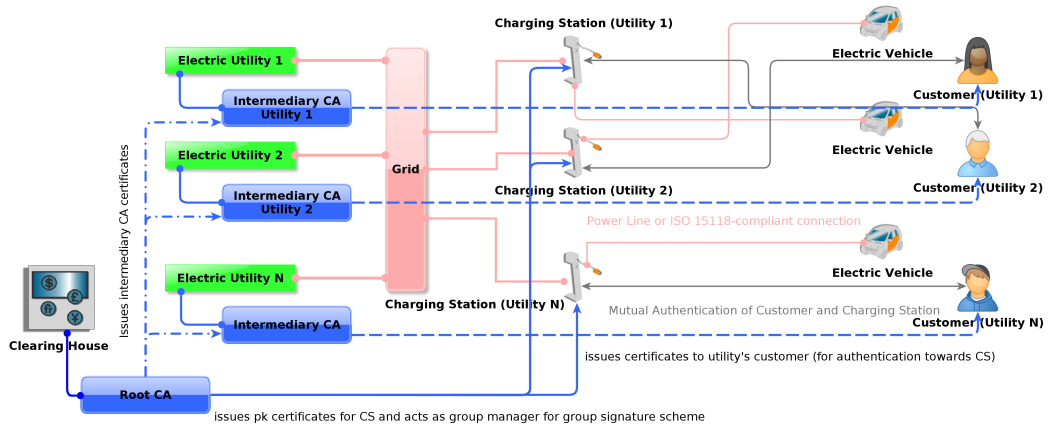 Charging Station (Utility 1)
Electric Vehicle
Electric Utility 1
Customer (Utility 1)
Intermediary CA
Utility 1
Electric Utility 2
Electric Vehicle
Grid
Charging Station (Utility 2)
Customer (Utility 2)
Intermediary CA
Utility 2
Issues intermediary CA certificates
Power Line or ISO 15118-compliant connection
Electric Utility N
Electric Vehicle
Charging Station (Utility N)
Mutual Authentication of Customer and Charging Station
Customer (Utility N)
Intermediary CA
$
£
¥
Clearing House
issues certificates to utility's customer (for authentication towards CS)
Root CA
issues pk certificates for CS and acts as group manager for group signature scheme